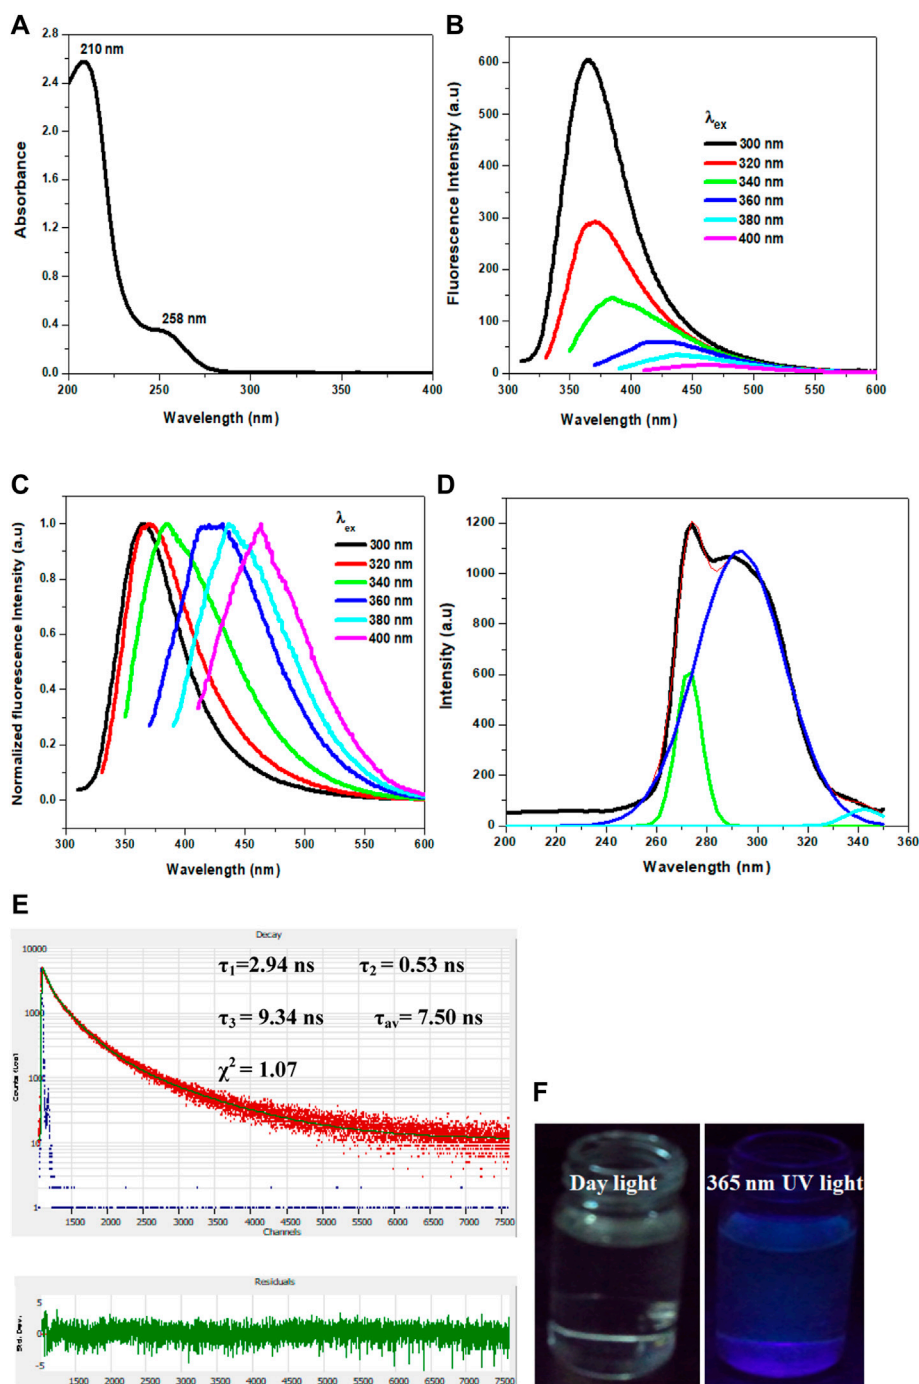 A
210 nm
258 nm
2.8
2.4
2.0
1.6
1.2
0.8
0.4
0.0
200 250 300 350 400
Absorbance
Wavelength (nm)
B
λex
300 nm
320 nm
340 nm
360 nm
380 nm
400 nm
600
500
400
300
200
100
0
300 350 400 450 500 550 600
Fluorescence Intensity (a.u)
Wavelength (nm)
C
λex
300 nm
320 nm
340 nm
360 nm
380 nm
400 nm
1.0
0.8
0.6
0.4
0.2
0.0
300 350 400 450 500 550 600
Normalized fluorescence intensity (a.u)
Wavelength (nm)
D
1200
1000
800
600
400
200
0
200 220 240 260 280 300 320 340 360
Intensity (a.u)
Wavelength (nm)
E
Decay
τ1=2.94 ns τ2 = 0.53 ns
τ3 = 9.34 ns τav = 7.50 ns
χ2 = 1.07
10000
1000
100
10
1
1500 2000 2500 3000 3500 4000 4500 5000 5500 6000 6500 7000 7500
Channels
Residuals
5
0
-5
Std. Dev.
1500 2000 2500 3000 3500 4000 4500 5000 5500 6000 6500 7000 7500
F
Day light
365 nm UV light